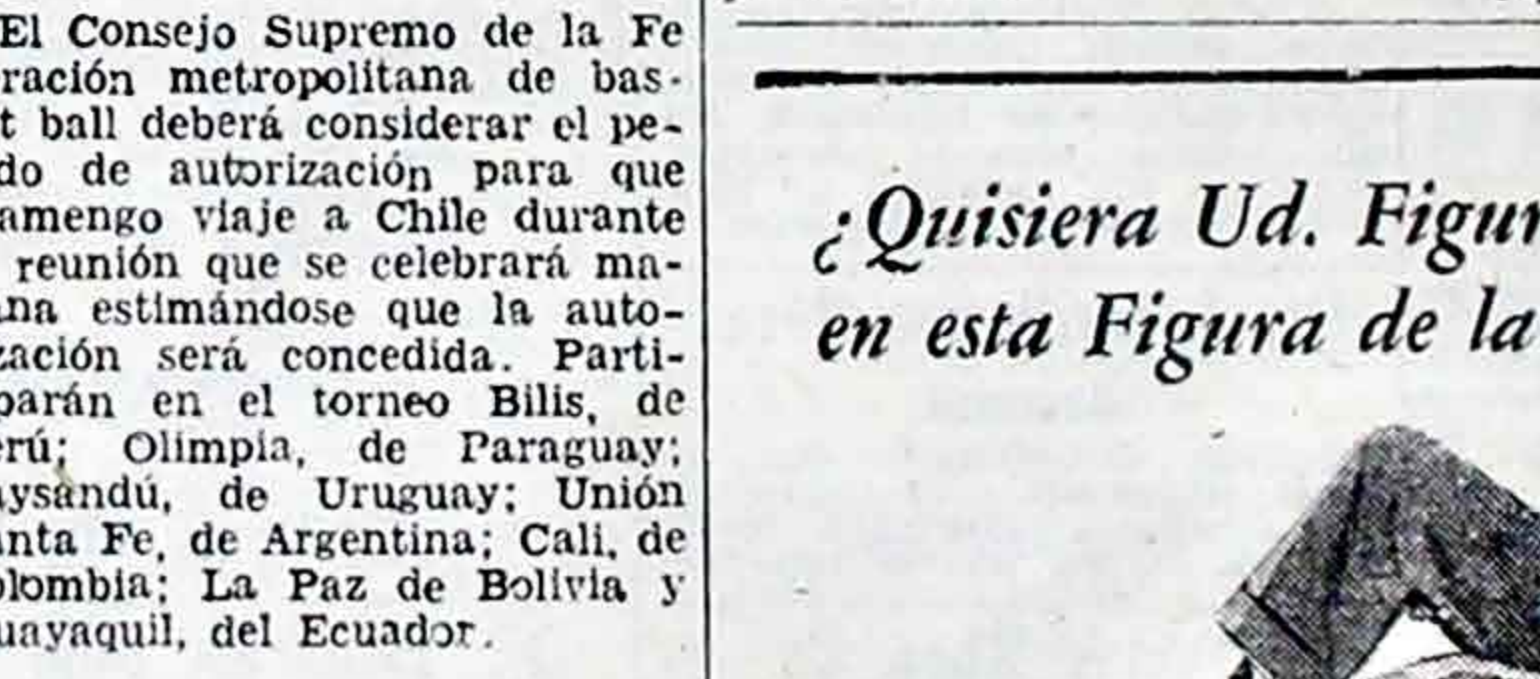 El Consejo Supremo de la Fe
ración metropolitana de bas-
t ball deberá considerar el pe-
do de autorización para que
amengo viaje a Chile durante
reunión que se celebrará ma-
na estimándose que la auto-
zación será concedida. Parti-
parán en el torneo Bilis, de
erú; Olimpia, de Paraguay;
aysandú, de Uruguay; Unión
anta Fe, de Argentina; Cali, de
olombia; La Paz de Bolivia y
uayaquil, del Ecuador.
¿Quisiera Ud. Figur
en esta Figura de la